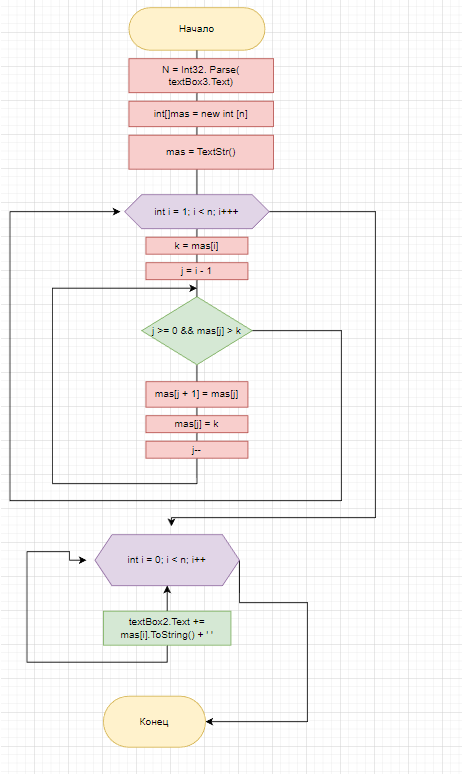 Начало
N = Int32. Parse(
textBox3.Text)
int[]mas = new int [n]
mas = TextStr()
int i = 1; i < n; i+++
k = mas[i]
j = i - 1
j >= 0 && mas[j] > k
mas[j + 1] = mas[j]
mas[j] = k
j--
int i = 0; i < n; i++
textBox2.Text +=
mas[i].ToString() + ' '
Конец